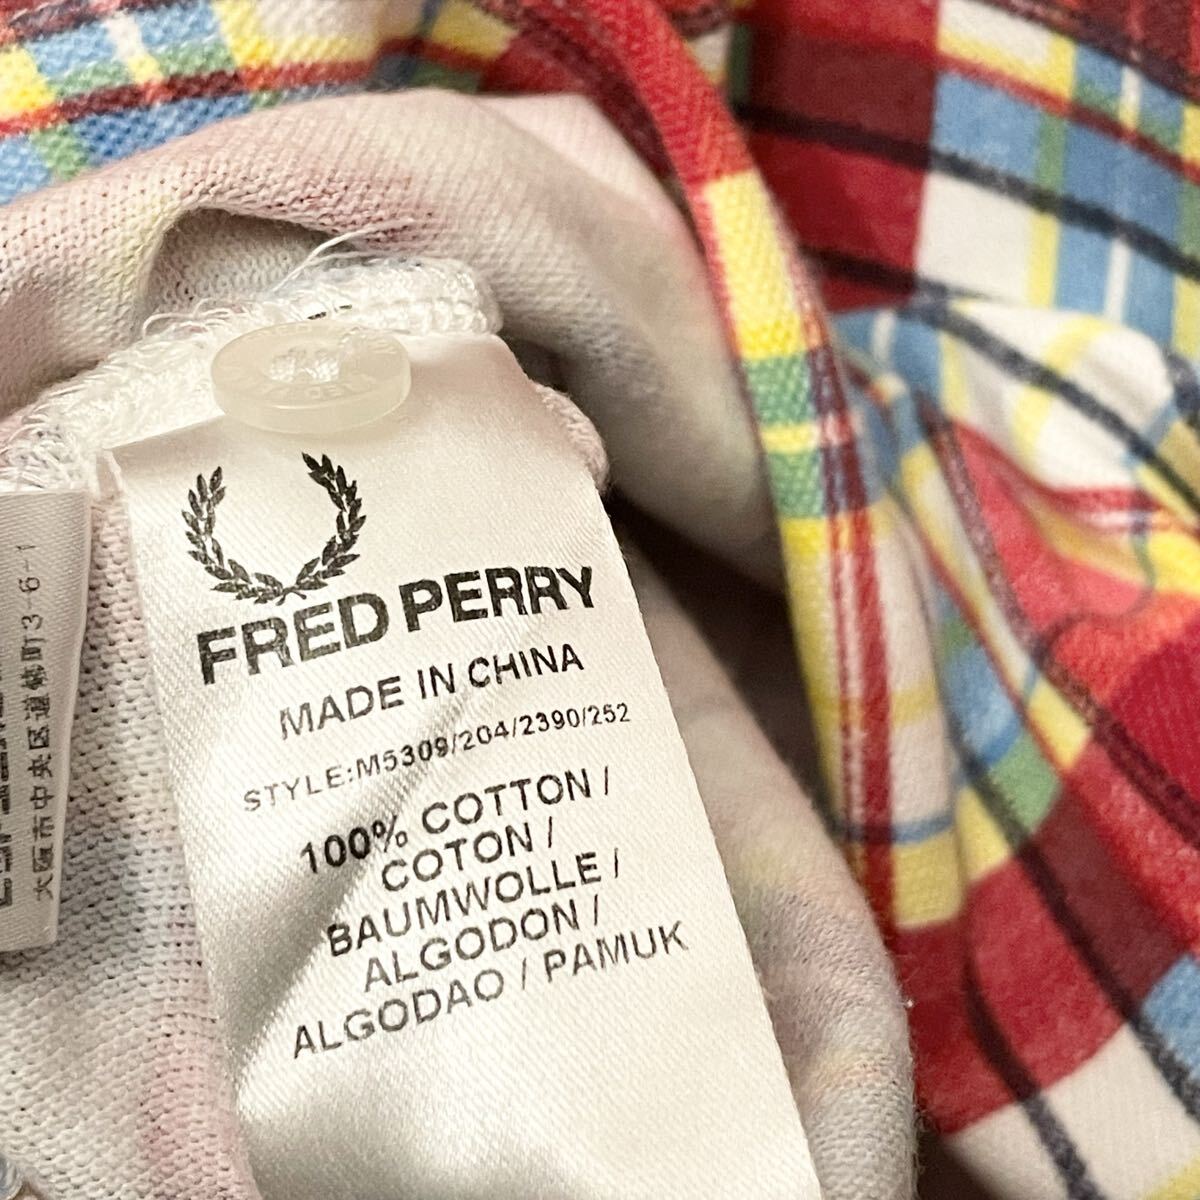 FRED PERRY
MADE IN CHINA
STYLE:M5309/204/2390/252
100% COTTON /
COTON /
BAUMWOLLE /
ALGODON /
ALGODAO / PAMUK
大阪市中央区道修町3-6-1